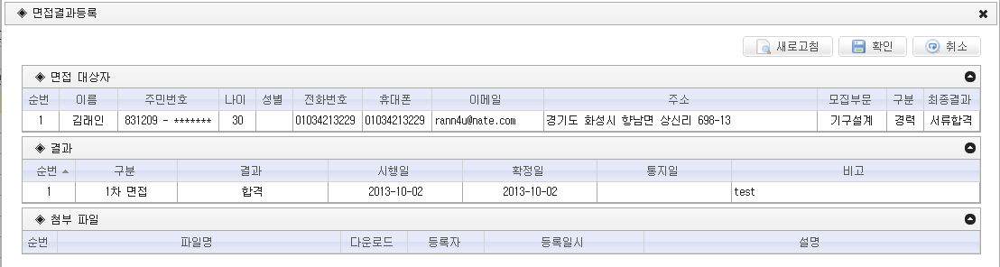 ◈ 면접결과등록
새로고침 확인 취소
◈ 면접 대상자
순번 이름 주민번호 나이 성별 전화번호 휴대폰 이메일 주소 모집부문 구분 최종결과
1 김래인 831209 - ******* 30 01034213229 01034213229 rann4u@nate.com 경기도 화성시 향남면 상신리 698-13 기구설계 경력 서류합격
◈ 결과
순번 구분 결과 시행일 확정일 통지일 비고
1 1차 면접 합격 2013-10-02 2013-10-02 test
◈ 첨부 파일
순번 파일명 다운로드 등록자 등록일시 설명